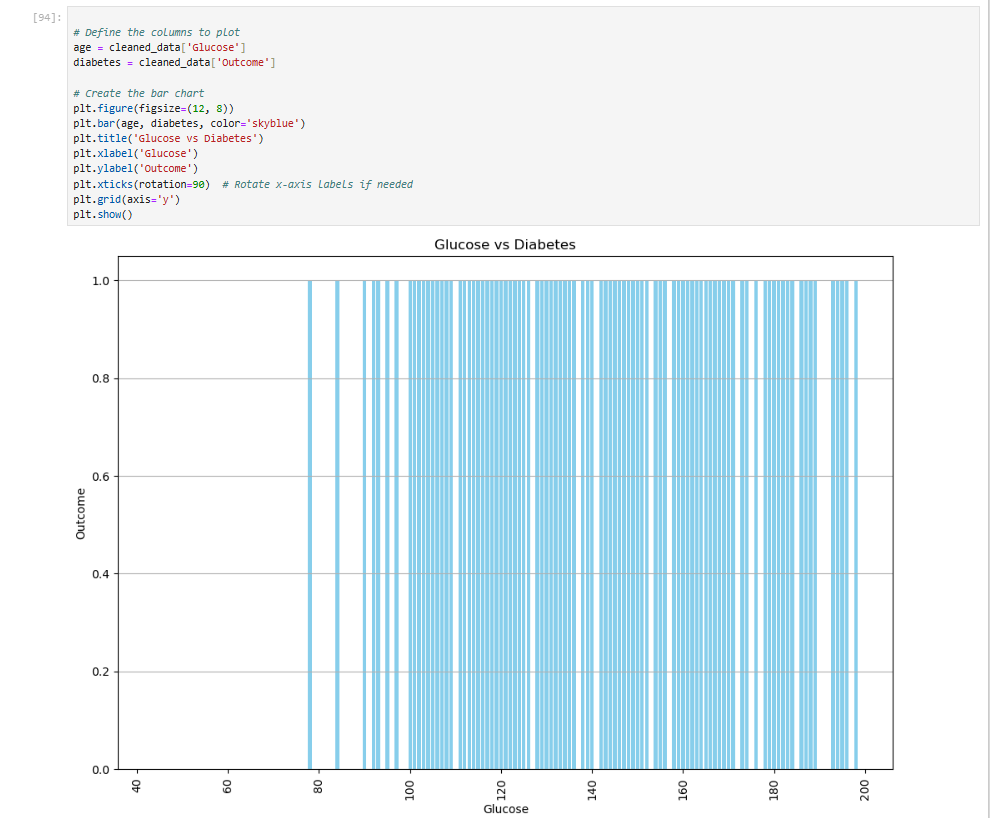 [94]:
# Define the columns to plot
age = cleaned_data['Glucose']
diabetes = cleaned_data['Outcome']
# Create the bar chart
plt.figure(figsize=(12, 8))
plt.bar(age, diabetes, color='skyblue')
plt.title('Glucose vs Diabetes')
plt.xlabel('Glucose')
plt.ylabel('Outcome')
plt.xticks(rotation=90)  # Rotate x-axis labels if needed
plt.grid(axis='y')
plt.show()
Glucose vs Diabetes
1.0
0.8
0.6
0.4
0.2
0.0
Outcome
40 60 80 100 120 140 160 180 200
Glucose